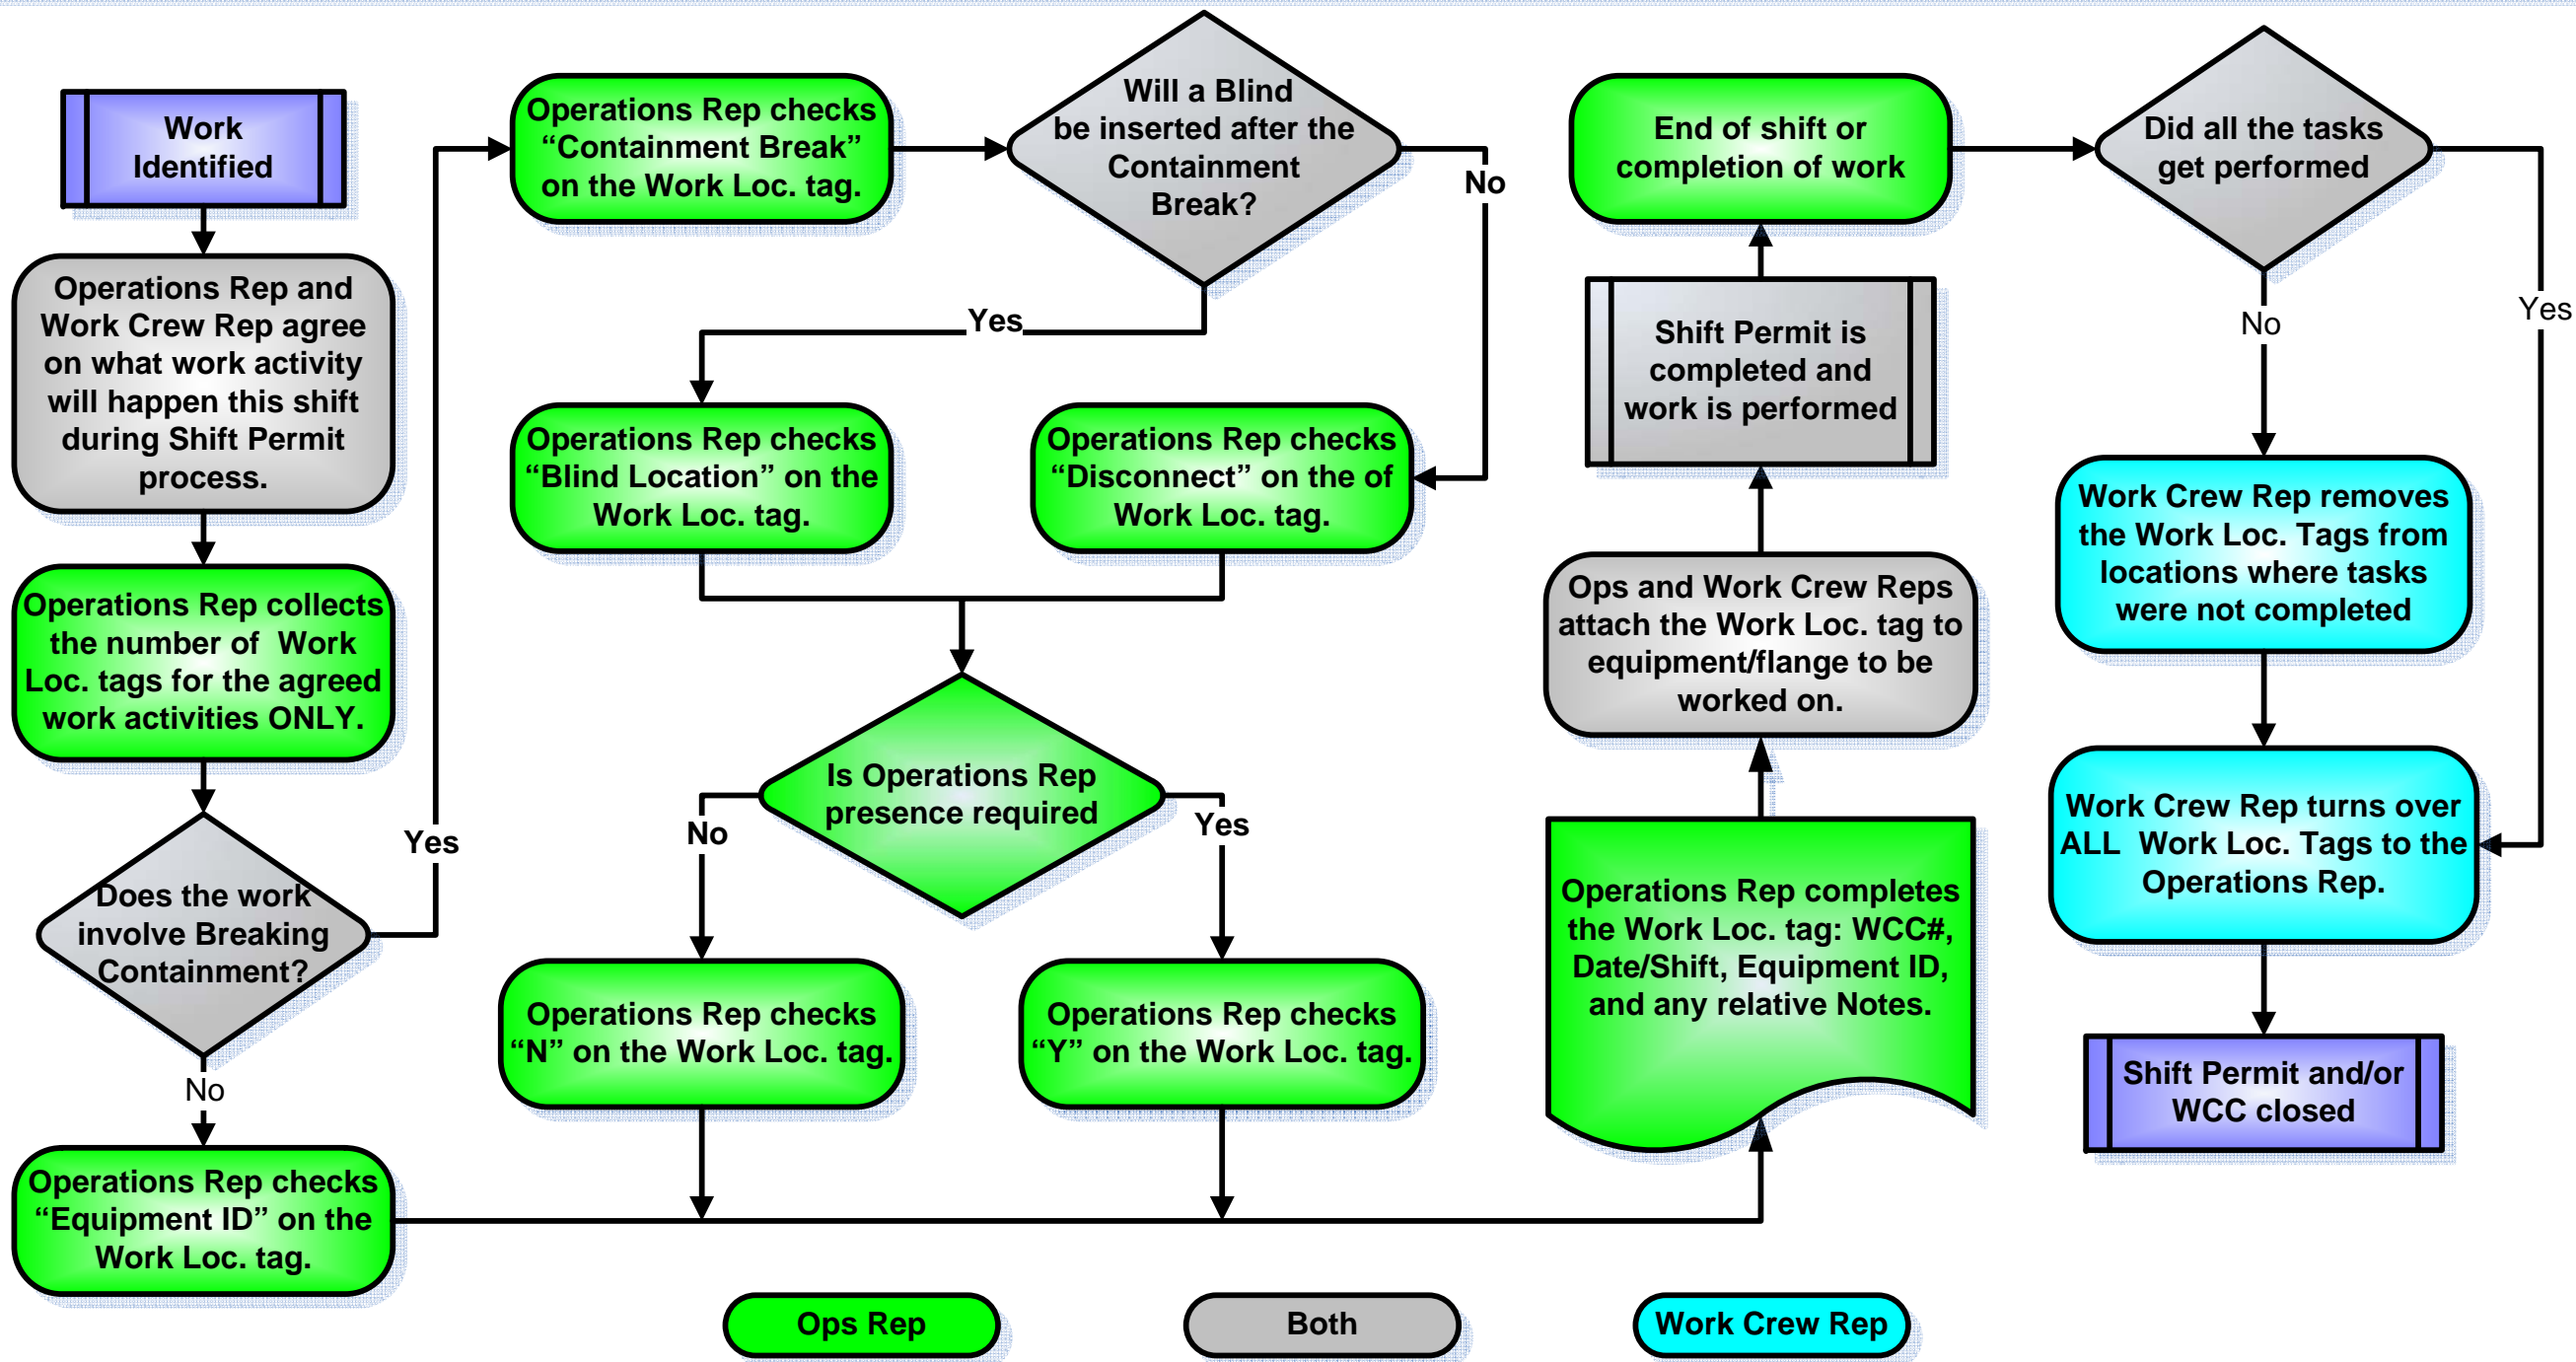 Work
Identified
Operations Rep and
Work Crew Rep agree
on what work activity
will happen this shift
during Shift Permit
process.
Operations Rep collects
the number of Work
Loc. tags for the agreed
work activities ONLY.
Does the work
involve Breaking
Containment?
Yes
No
Operations Rep checks
“Equipment ID” on the
Work Loc. tag.
Operations Rep checks
“Containment Break”
on the Work Loc. tag.
Will a Blind
be inserted after the
Containment
Break?
No
Yes
Operations Rep checks
“Blind Location” on the
Work Loc. tag.
Operations Rep checks
“Disconnect” on the of
Work Loc. tag.
Is Operations Rep
presence required
No
Yes
Operations Rep checks
“N” on the Work Loc. tag.
Operations Rep checks
“Y” on the Work Loc. tag.
Operations Rep completes
the Work Loc. tag: WCC#,
Date/Shift, Equipment ID,
and any relative Notes.
Ops and Work Crew Reps
attach the Work Loc. tag to
equipment/flange to be
worked on.
Shift Permit is
completed and
work is performed
End of shift or
completion of work
Did all the tasks
get performed
No
Yes
Work Crew Rep removes
the Work Loc. Tags from
locations where tasks
were not completed
Work Crew Rep turns over
ALL Work Loc. Tags to the
Operations Rep.
Shift Permit and/or
WCC closed
Ops Rep
Both
Work Crew Rep